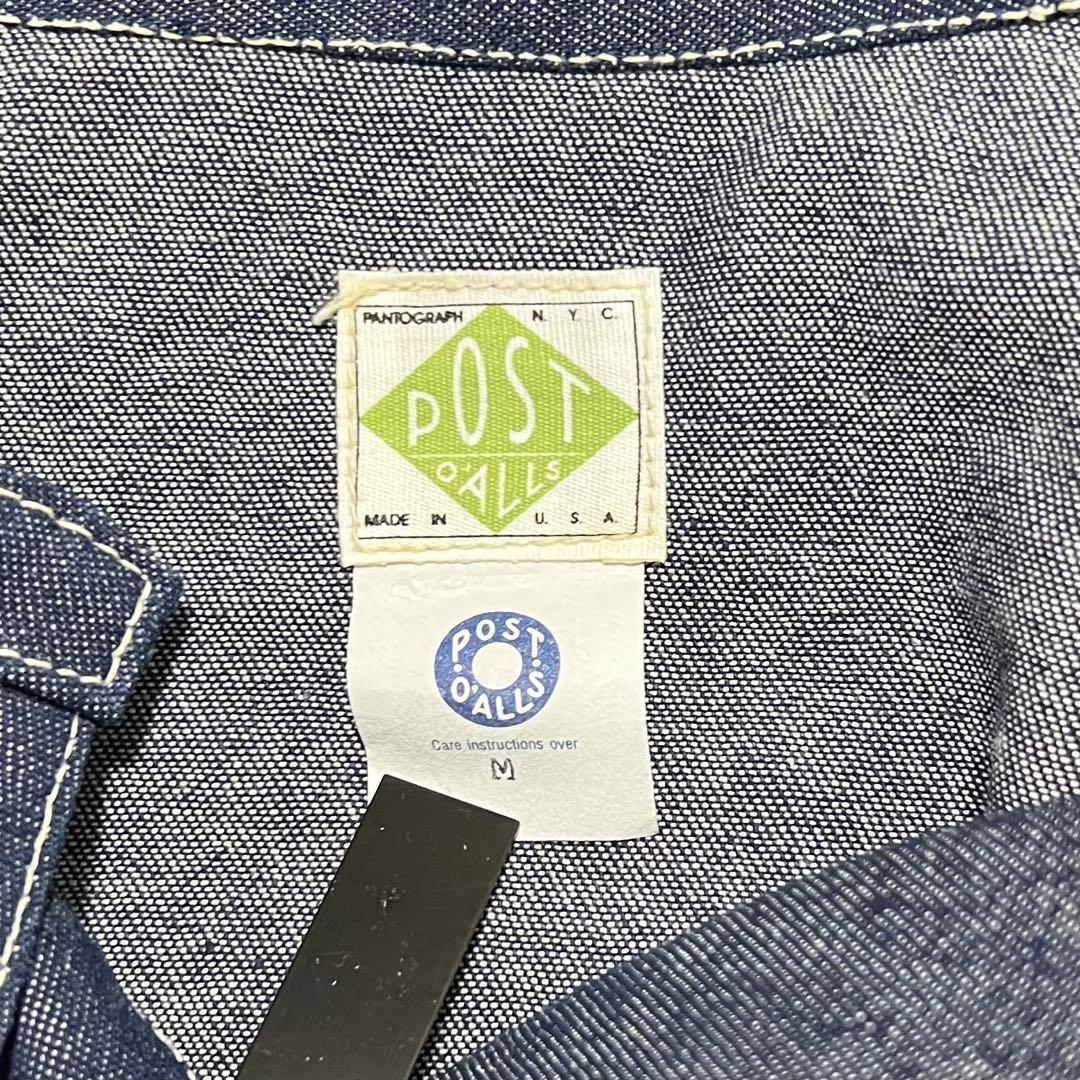 PANTOGRAPH N. Y. C.
POST
O'ALLS
MADE IN U. S. A.
POST
O'ALLS
Care instructions over
M